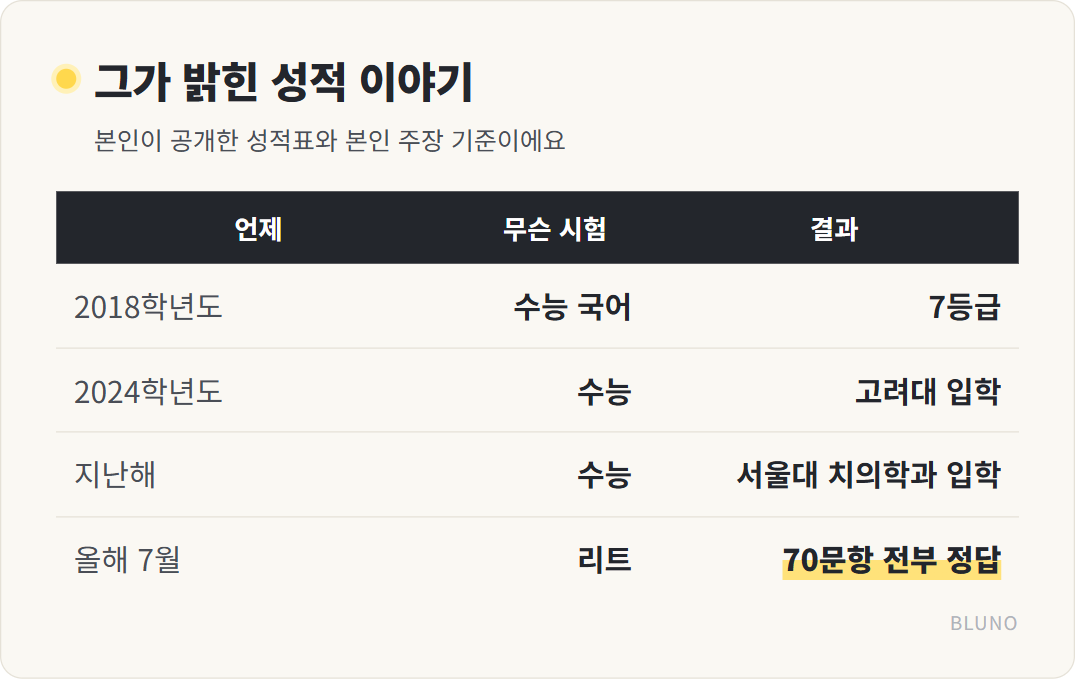 그가 밝힌 성적 이야기
본인이 공개한 성적표와 본인 주장 기준이에요
언제 무슨 시험 결과
2018학년도 수능 국어 7등급
2024학년도 수능 고려대 입학
지난해 수능 서울대 치의학과 입학
올해 7월 리트 70문항 전부 정답
BLUNO